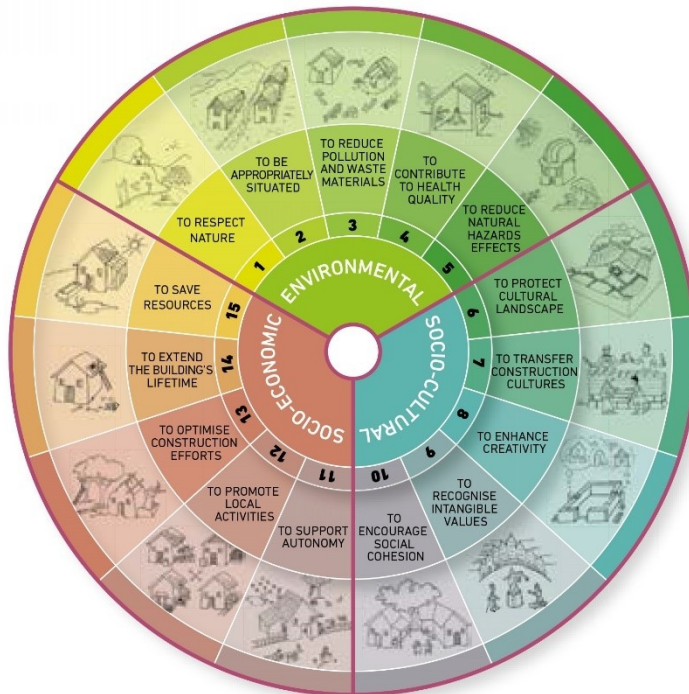 ENVIRONMENTAL
1
TO RESPECT
NATURE
2
TO BE
APPROPRIATELY
SITUATED
3
TO REDUCE
POLLUTION
AND WASTE
MATERIALS
4
TO
CONTRIBUTE
TO HEALTH
QUALITY
5
TO REDUCE
NATURAL
HAZARDS
EFFECTS
SOCIO-CULTURAL
6
TO PROTECT
CULTURAL
LANDSCAPE
7
TO TRANSFER
CONSTRUCTION
CULTURES
8
TO ENHANCE
CREATIVITY
9
TO
RECOGNISE
INTANGIBLE
VALUES
10
TO
ENCOURAGE
SOCIAL
COHESION
SOCIO-ECONOMIC
11
TO SUPPORT
AUTONOMY
12
TO PROMOTE
LOCAL
ACTIVITIES
13
TO OPTIMISE
CONSTRUCTION
EFFORTS
14
TO EXTEND
THE BUILDING'S
LIFETIME
15
TO SAVE
RESOURCES